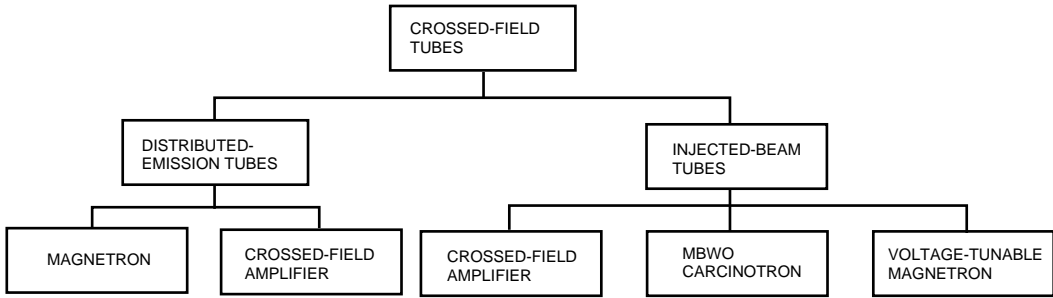 CROSSED-FIELD
TUBES
DISTRIBUTED-
EMISSION TUBES
INJECTED-BEAM
TUBES
MAGNETRON
CROSSED-FIELD
AMPLIFIER
CROSSED-FIELD
AMPLIFIER
MBWO
CARCINOTRON
VOLTAGE-TUNABLE
MAGNETRON